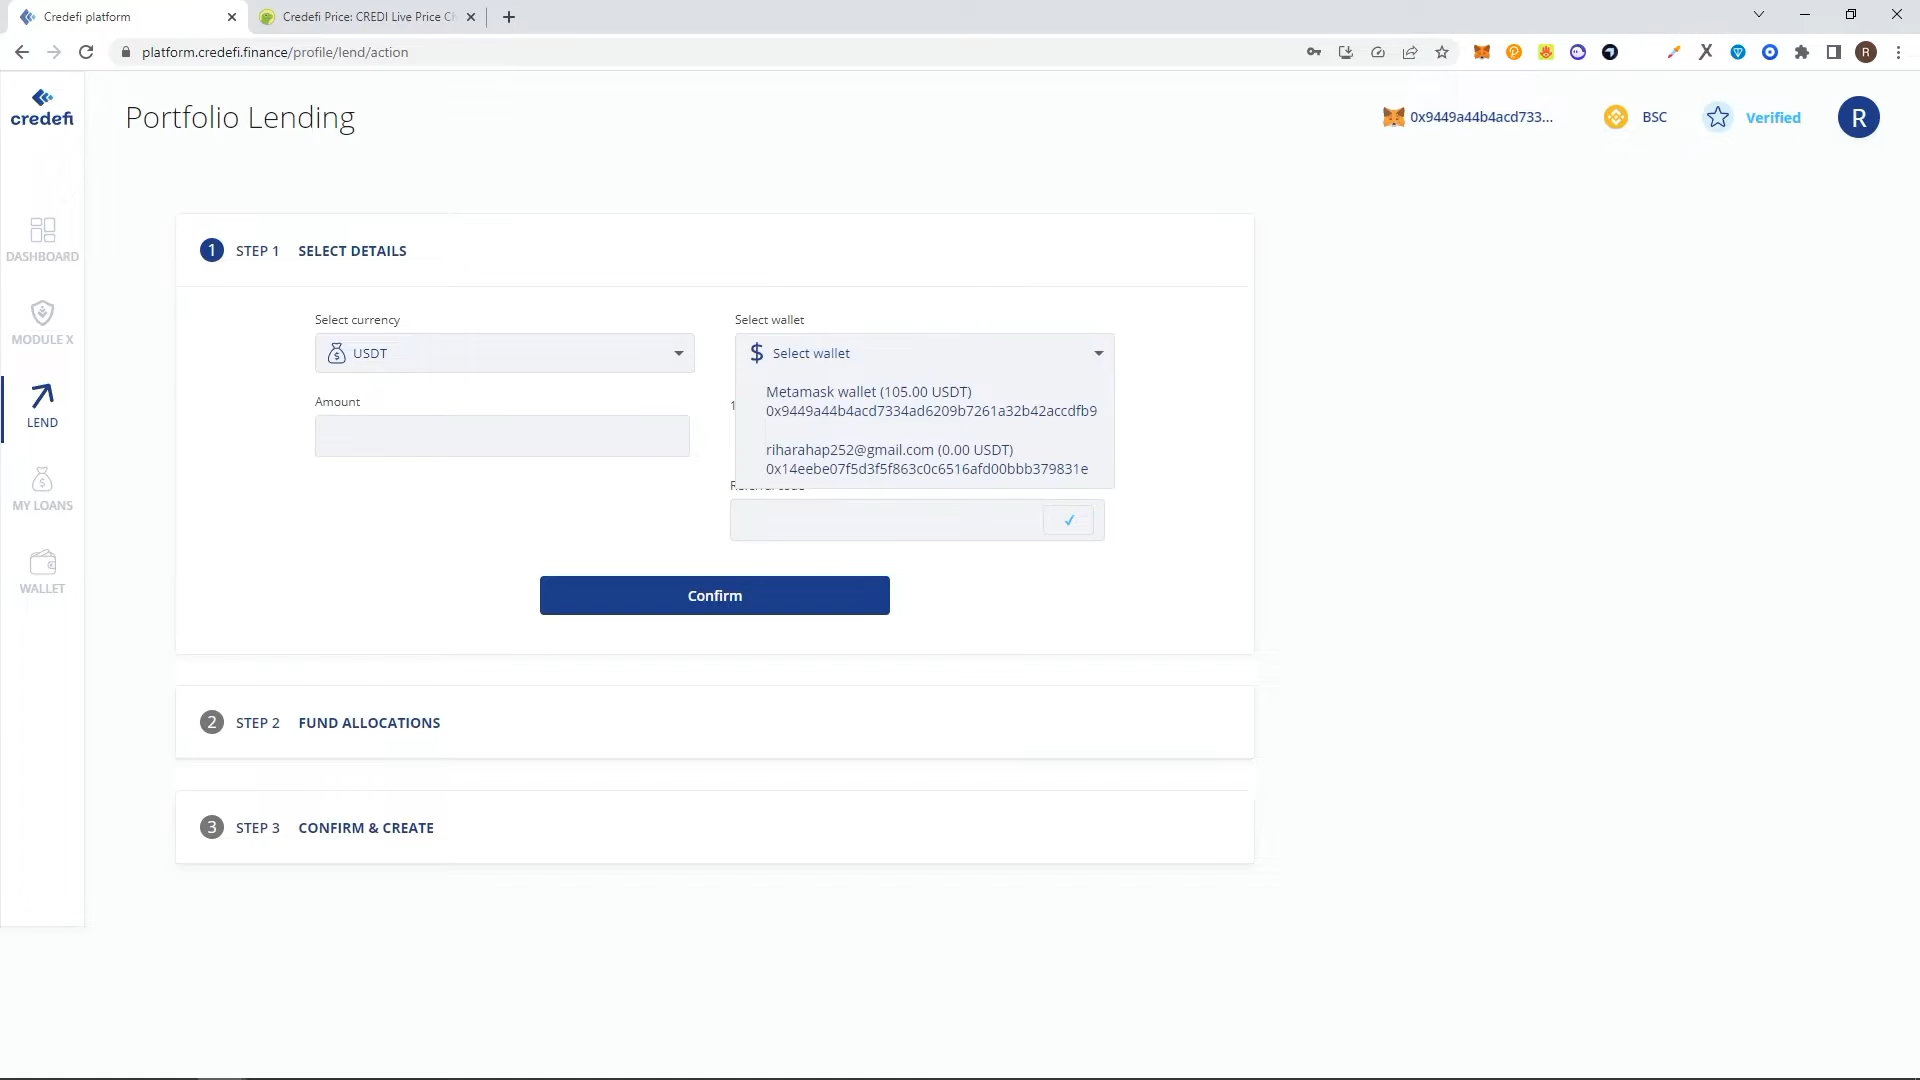 Credefi platform
Credefi Price: CREDI Live Price C
platform.credefi.finance/profile/lend/action
R
credefi
Portfolio Lending
0x9449a44b4acd733...
BSC
Verified
R
DASHBOARD
MODULE X
LEND
MY LOANS
WALLET
1 STEP 1 SELECT DETAILS
Select currency
USDT
Select wallet
$ Select wallet
Metamask wallet (105.00 USDT)
0x9449a44b4acd7334ad6209b7261a32b42accdfb9
riharahap252@gmail.com (0.00 USDT)
0x14eebe07f5d3f5f863c0c6516afd00bbb379831e
Amount
Confirm
2 STEP 2 FUND ALLOCATIONS
3 STEP 3 CONFIRM & CREATE